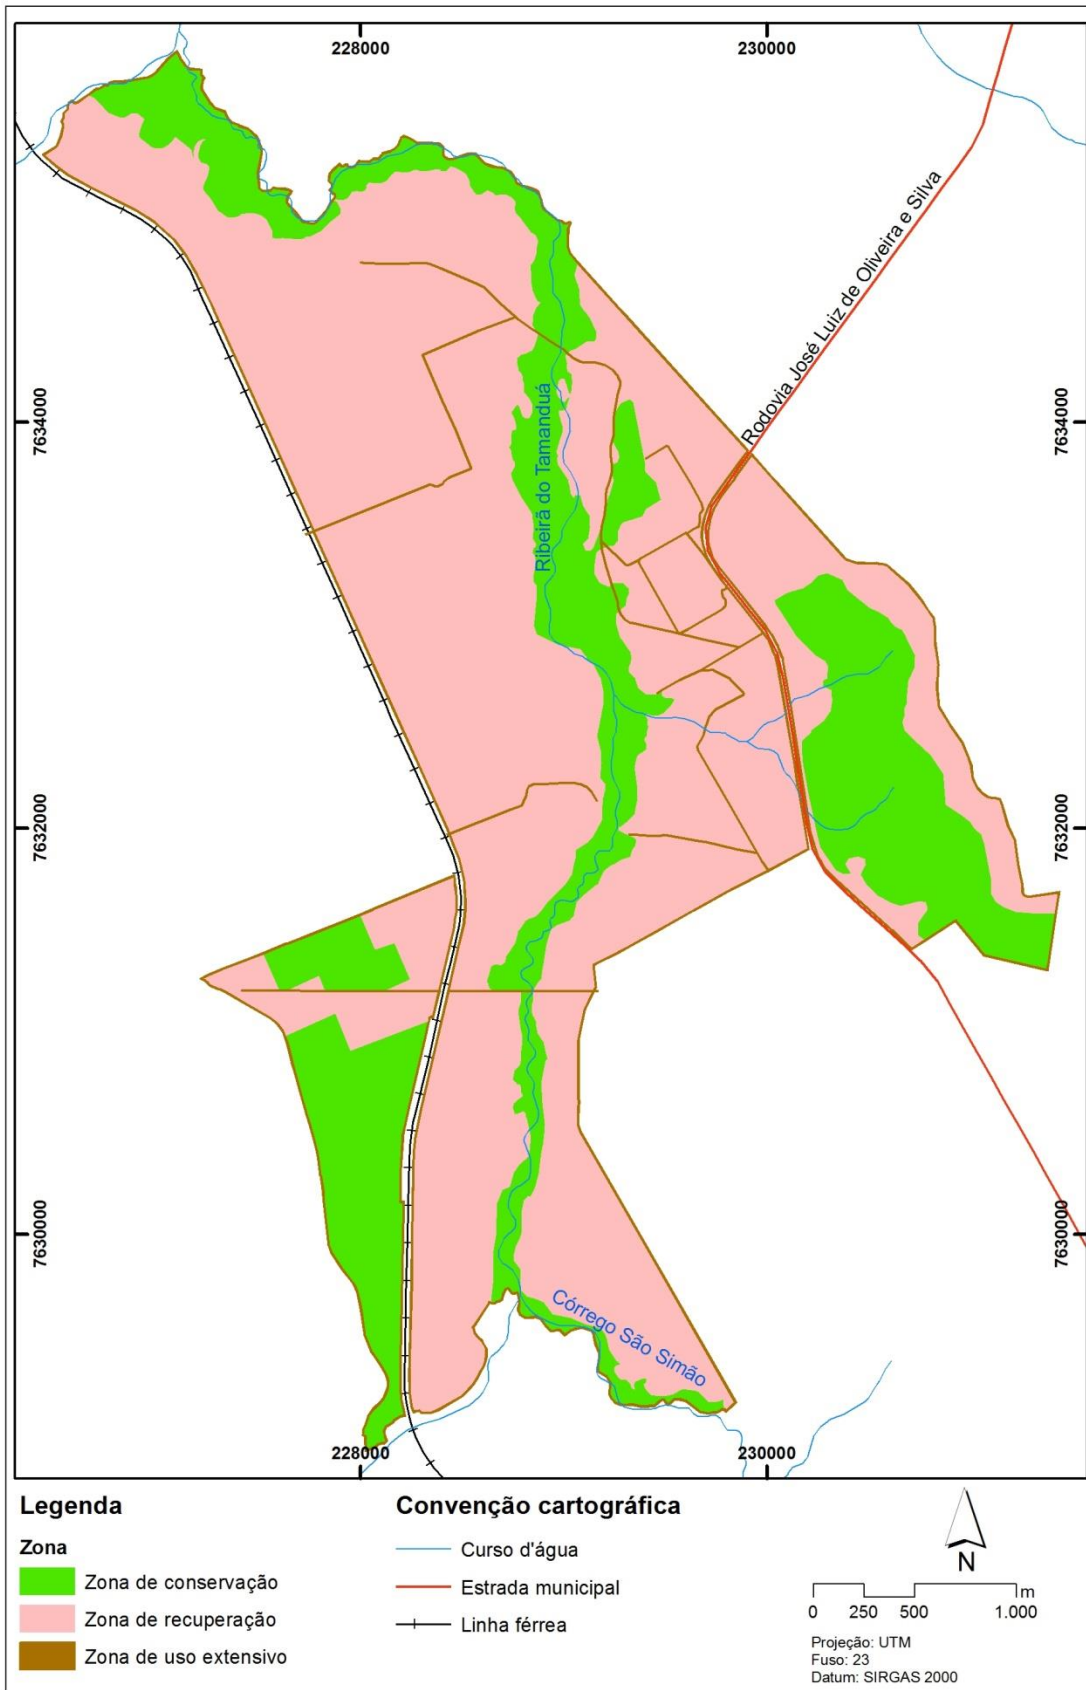 228000
230000
Rodovia José Luiz de Oliveira e Silva
7634000
7634000
Ribeirã do Tamanduá
7632000
7632000
7630000
7630000
Córrego São Simão
228000
230000
Legenda
Zona
Zona de conservação
Zona de recuperação
Zona de uso extensivo
Convenção cartográfica
Curso d'água
Estrada municipal
Linha férrea
N
m
0 250 500 1.000
Projeção: UTM
Fuso: 23
Datum: SIRGAS 2000